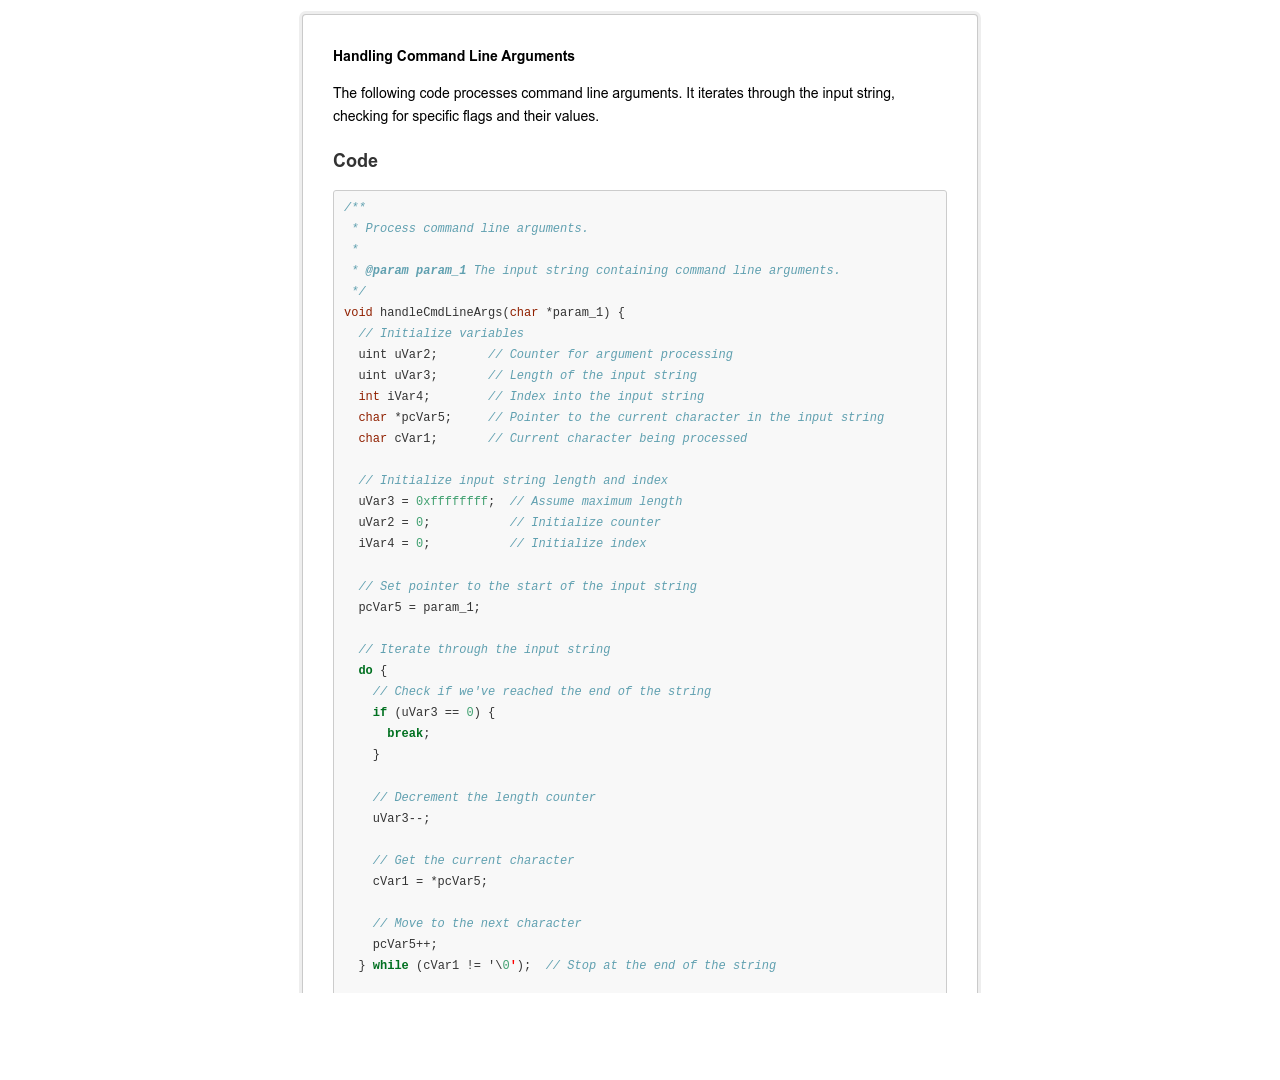 Handling Command Line Arguments
The following code processes command line arguments. It iterates through the input string,
checking for specific flags and their values.
Code
/**
 * Process command line arguments.
 *
 * @param param_1 The input string containing command line arguments.
 */
void handleCmdLineArgs(char *param_1) {
  // Initialize variables
  uint uVar2;       // Counter for argument processing
  uint uVar3;       // Length of the input string
  int iVar4;        // Index into the input string
  char *pcVar5;     // Pointer to the current character in the input string
  char cVar1;       // Current character being processed

  // Initialize input string length and index
  uVar3 = 0xffffffff;  // Assume maximum length
  uVar2 = 0;           // Initialize counter
  iVar4 = 0;           // Initialize index

  // Set pointer to the start of the input string
  pcVar5 = param_1;

  // Iterate through the input string
  do {
    // Check if we've reached the end of the string
    if (uVar3 == 0) {
      break;
    }

    // Decrement the length counter
    uVar3--;

    // Get the current character
    cVar1 = *pcVar5;

    // Move to the next character
    pcVar5++;
  } while (cVar1 != '\0');  // Stop at the end of the string